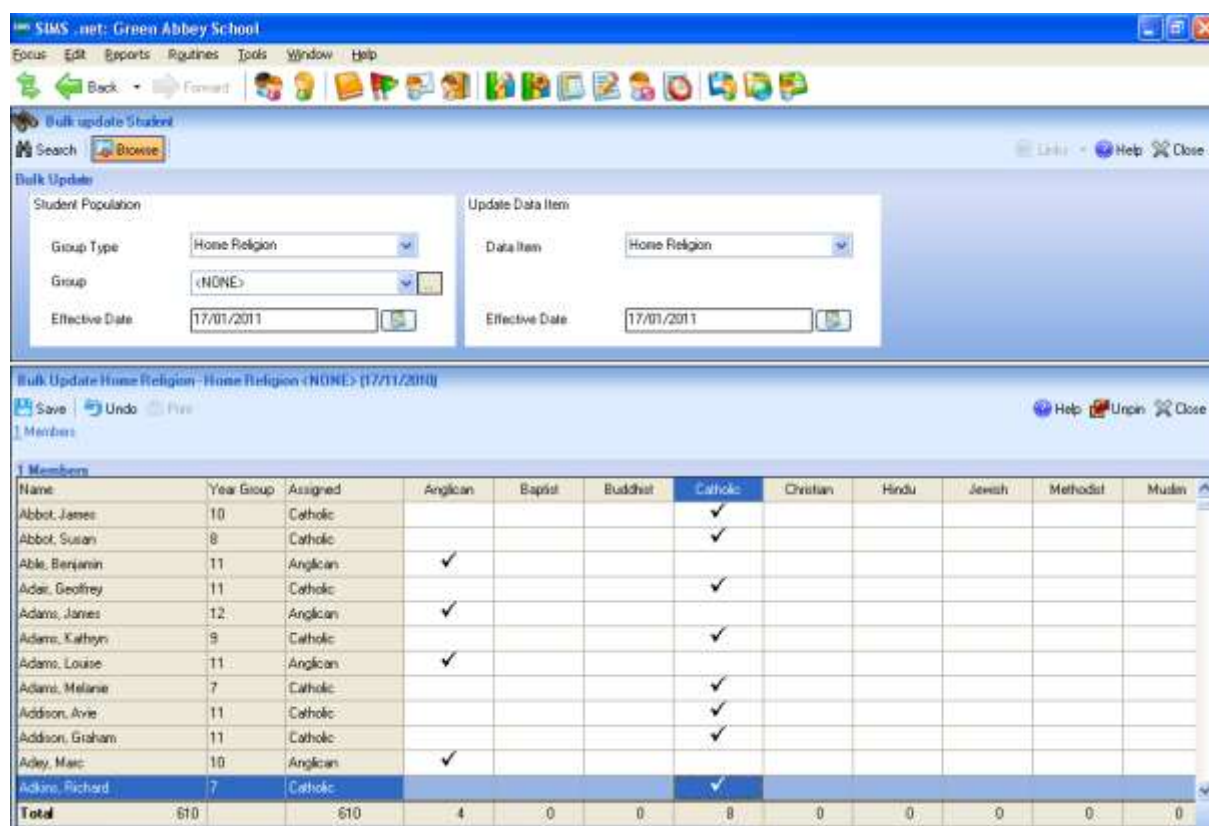 SIMS .net: Green Abbey School
Focus Edit Reports Routines Tools Window Help
Back Forward
Bulk update Student
Search Browse Links Help Close
Bulk Update
Student Population Update Data Item
Group Type Home Religion Data Item Home Religion
Group <NONE>
Effective Date 17/01/2011 Effective Date 17/01/2011
Bulk Update Home Religion - Home Religion <NONE> (17/11/2010)
Save Undo Print Help Unpin Close
1 Members
1 Members
Name Year Group Assigned Anglican Baptist Buddhist Catholic Christian Hindu Jewish Methodist Muslim
Abbot, James 10 Catholic ✓
Abbot, Susan 8 Catholic ✓
Able, Benjamin 11 Anglican ✓
Adair, Geoffrey 11 Catholic ✓
Adams, James 12 Anglican ✓
Adams, Kathryn 9 Catholic ✓
Adams, Louise 11 Anglican ✓
Adams, Melanie 7 Catholic ✓
Addison, Avie 11 Catholic ✓
Addison, Graham 11 Catholic ✓
Adey, Marc 10 Anglican ✓
Adkins, Richard 7 Catholic ✓
Total 610 610 4 0 0 8 0 0 0 0 0